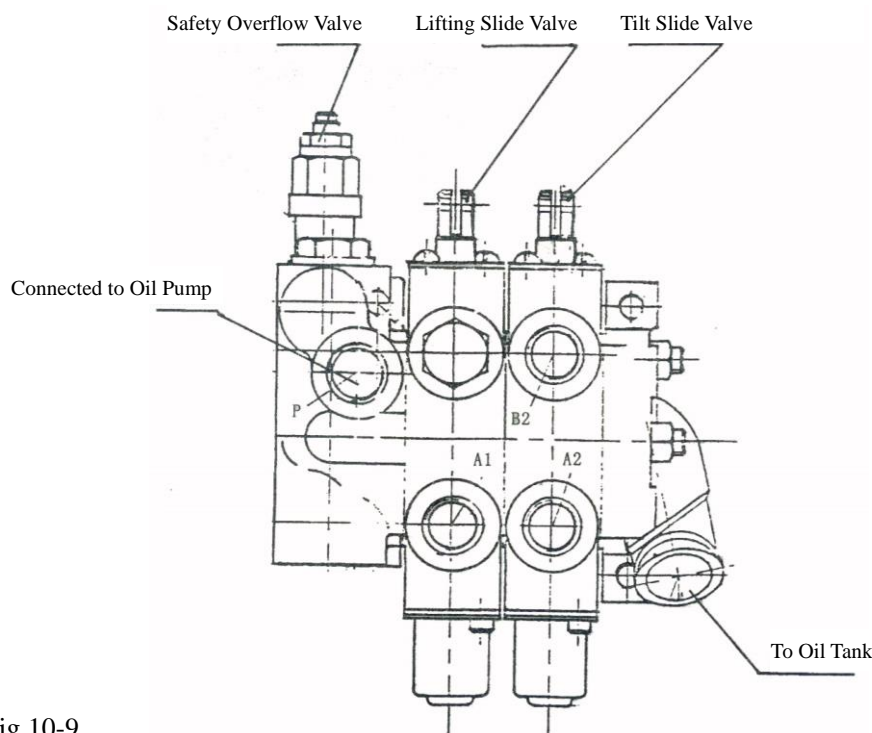 Safety Overflow Valve
Lifting Slide Valve
Tilt Slide Valve
Connected to Oil Pump
P
B2
A1
A2
To Oil Tank
ig 10-9